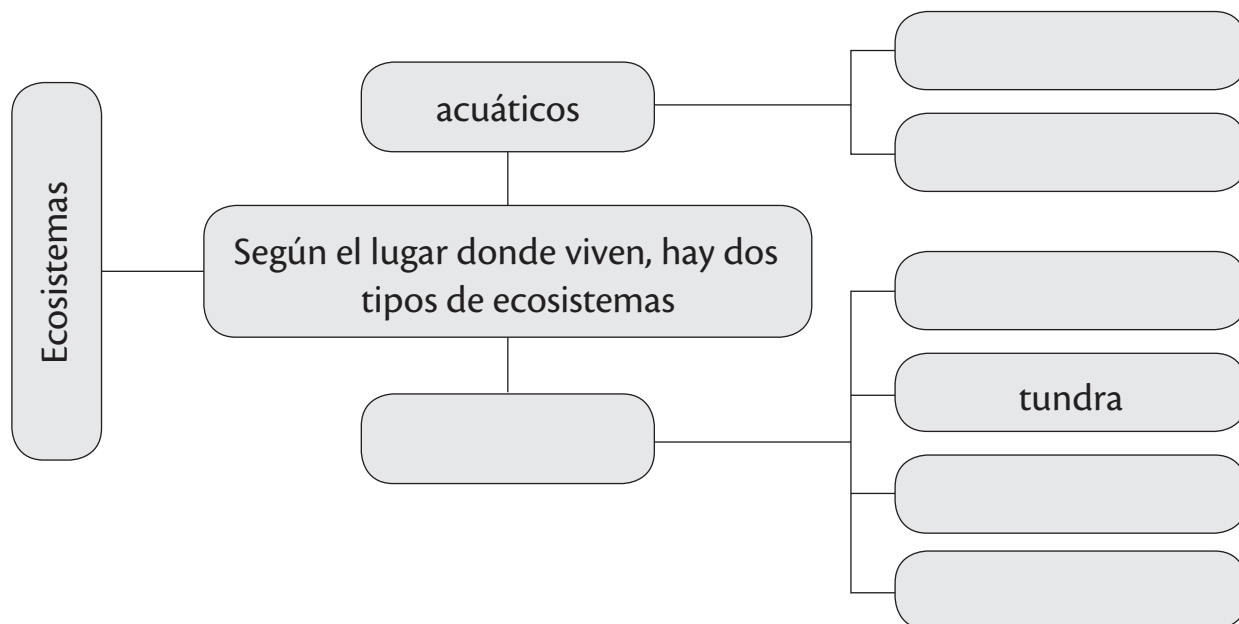 Ecosistemas
acuáticos
Según el lugar donde viven, hay dos
tipos de ecosistemas
tundra